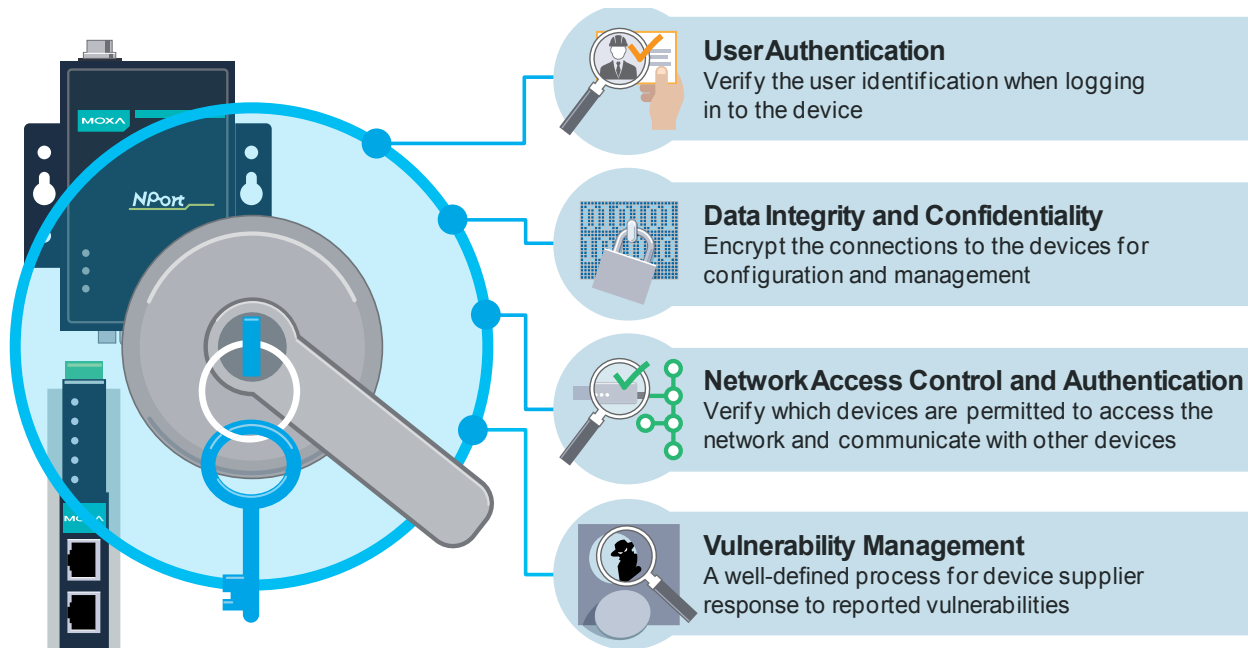 MOXA
NPort
MOXA
User Authentication
Verify the user identification when logging
in to the device
Data Integrity and Confidentiality
Encrypt the connections to the devices for
configuration and management
Network Access Control and Authentication
Verify which devices are permitted to access the
network and communicate with other devices
Vulnerability Management
A well-defined process for device supplier
response to reported vulnerabilities